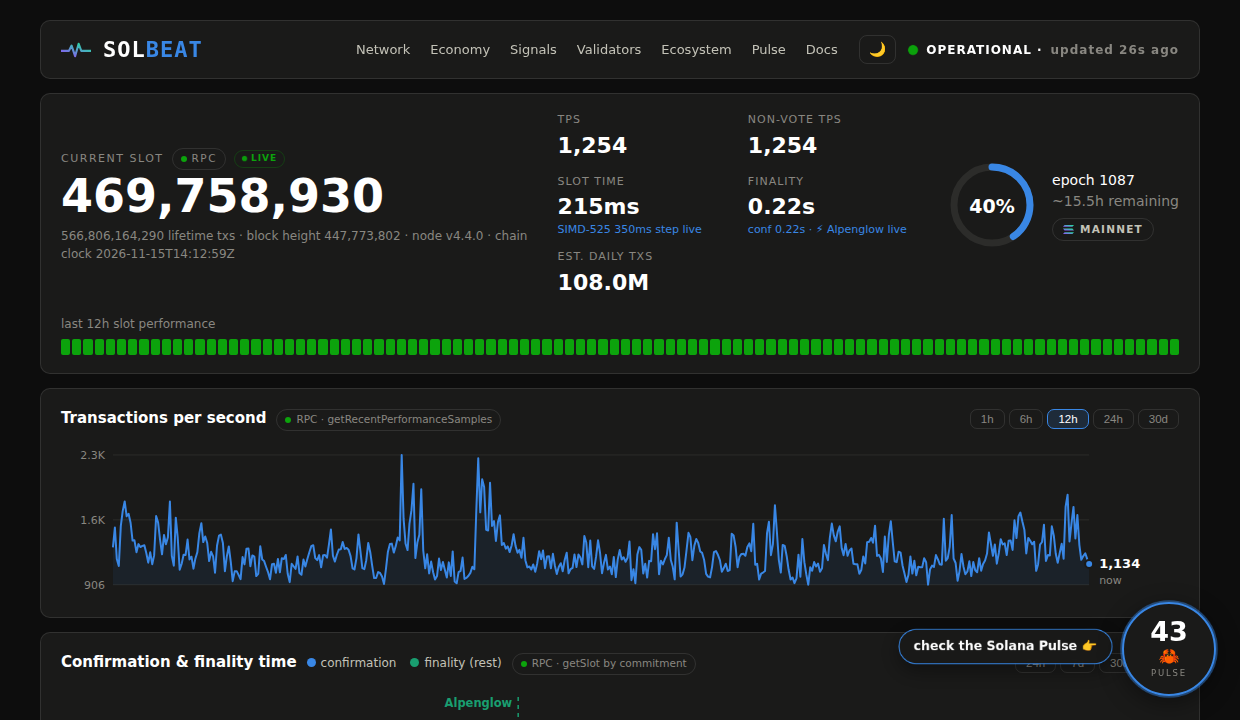 SOLBEAT
Network Economy Signals Validators Ecosystem Pulse Docs
OPERATIONAL · updated 26s ago
CURRENT SLOT RPC LIVE
469,758,930
566,806,164,290 lifetime txs · block height 447,773,802 · node v4.4.0 · chain
clock 2026-11-15T14:12:59Z
TPS
1,254
NON-VOTE TPS
1,254
SLOT TIME
215ms
SIMD-525 350ms step live
FINALITY
0.22s
conf 0.22s · ⚡ Alpenglow live
EST. DAILY TXS
108.0M
40%
epoch 1087
~15.5h remaining
MAINNET
last 12h slot performance
Transactions per second RPC · getRecentPerformanceSamples
1h 6h 12h 24h 30d
2.3K
1.6K
906
1,134
now
Confirmation & finality time confirmation finality (rest) RPC · getSlot by commitment
Alpenglow
check the Solana Pulse 👉
43
🦀
PULSE